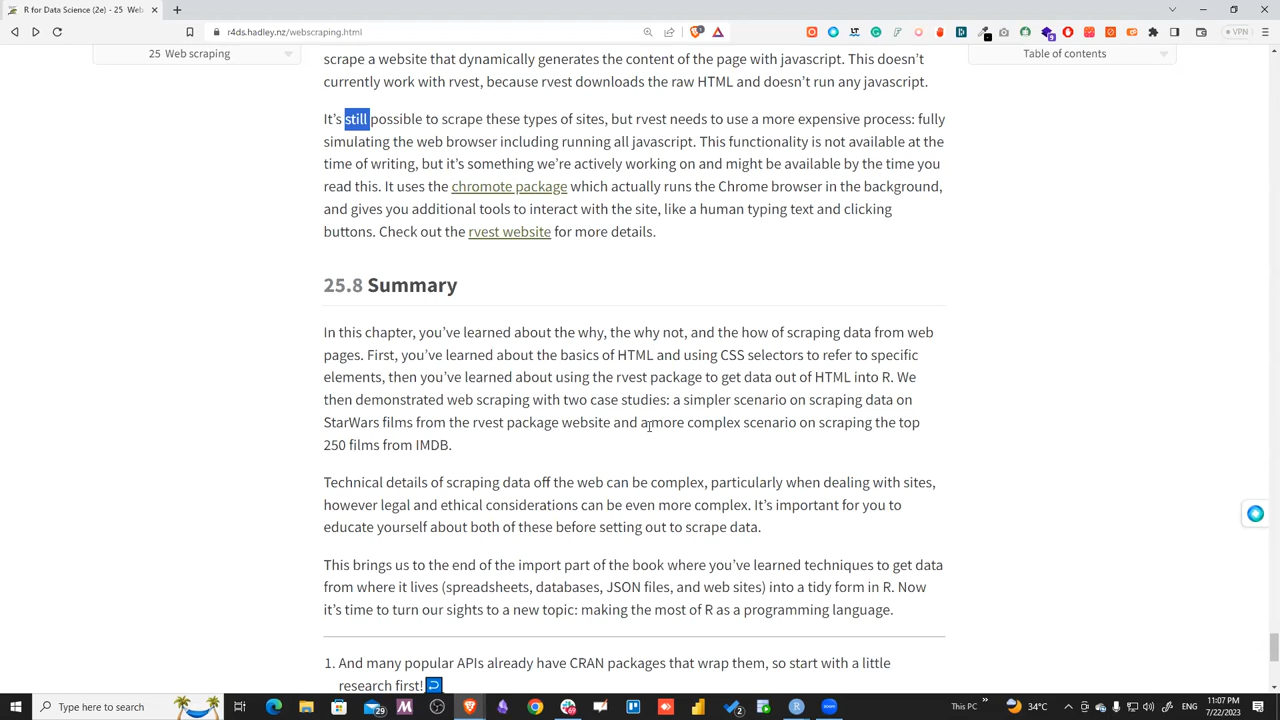 R for Data Science (2e) - 25 Web
r4ds.hadley.nz/webscraping.html
VPN
25 Web scraping
Table of contents
scrape a website that dynamically generates the content of the page with javascript. This doesn't
currently work with rvest, because rvest downloads the raw HTML and doesn't run any javascript.
It's still possible to scrape these types of sites, but rvest needs to use a more expensive process: fully
simulating the web browser including running all javascript. This functionality is not available at the
time of writing, but it's something we're actively working on and might be available by the time you
read this. It uses the chromote package which actually runs the Chrome browser in the background,
and gives you additional tools to interact with the site, like a human typing text and clicking
buttons. Check out the rvest website for more details.
25.8 Summary
In this chapter, you've learned about the why, the why not, and the how of scraping data from web
pages. First, you've learned about the basics of HTML and using CSS selectors to refer to specific
elements, then you've learned about using the rvest package to get data out of HTML into R. We
then demonstrated web scraping with two case studies: a simpler scenario on scraping data on
StarWars films from the rvest package website and a more complex scenario on scraping the top
250 films from IMDB.
Technical details of scraping data off the web can be complex, particularly when dealing with sites,
however legal and ethical considerations can be even more complex. It's important for you to
educate yourself about both of these before setting out to scrape data.
This brings us to the end of the import part of the book where you've learned techniques to get data
from where it lives (spreadsheets, databases, JSON files, and web sites) into a tidy form in R. Now
it's time to turn our sights to a new topic: making the most of R as a programming language.
1. And many popular APIs already have CRAN packages that wrap them, so start with a little
research first!
Type here to search
29
2
This PC
34°C
ENG
11:07 PM
7/22/2023